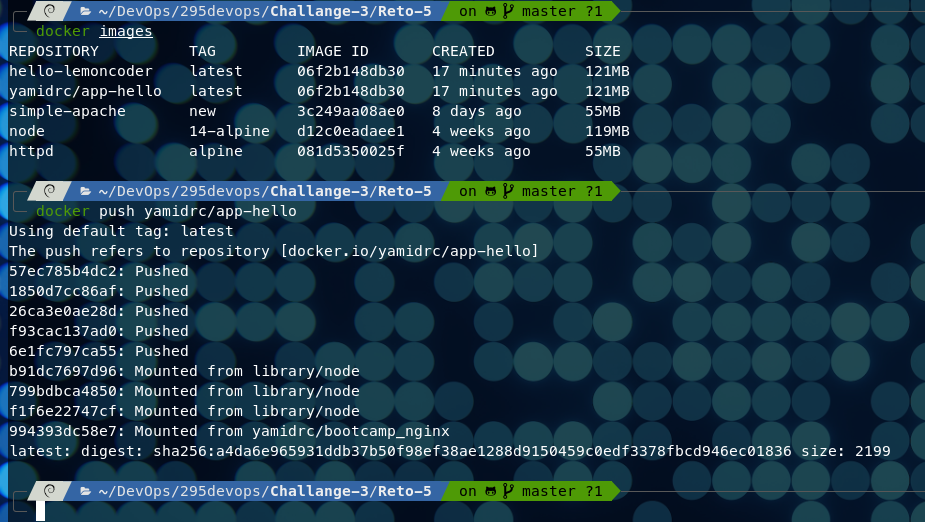 ~/DevOps/295devops/Challange-3/Reto-5 on master ?1
docker images
REPOSITORY TAG IMAGE ID CREATED SIZE
hello-lemoncoder latest 06f2b148db30 17 minutes ago 121MB
yamidrc/app-hello latest 06f2b148db30 17 minutes ago 121MB
simple-apache new 3c249aa08ae0 8 days ago 55MB
node 14-alpine d12c0eadaee1 4 weeks ago 119MB
httpd alpine 081d5350025f 4 weeks ago 55MB
~/DevOps/295devops/Challange-3/Reto-5 on master ?1
docker push yamidrc/app-hello
Using default tag: latest
The push refers to repository [docker.io/yamidrc/app-hello]
57ec785b4dc2: Pushed
1850d7cc86af: Pushed
26ca3e0ae28d: Pushed
f93cac137ad0: Pushed
6e1fc797ca55: Pushed
b91dc7697d96: Mounted from library/node
799bdbca4850: Mounted from library/node
f1f6e22747cf: Mounted from library/node
994393dc58e7: Mounted from yamidrc/bootcamp_nginx
latest: digest: sha256:a4da6e965931ddb37b50f98ef38ae1288d9150459c0edf3378fbcd946ec01836 size: 2199
~/DevOps/295devops/Challange-3/Reto-5 on master ?1